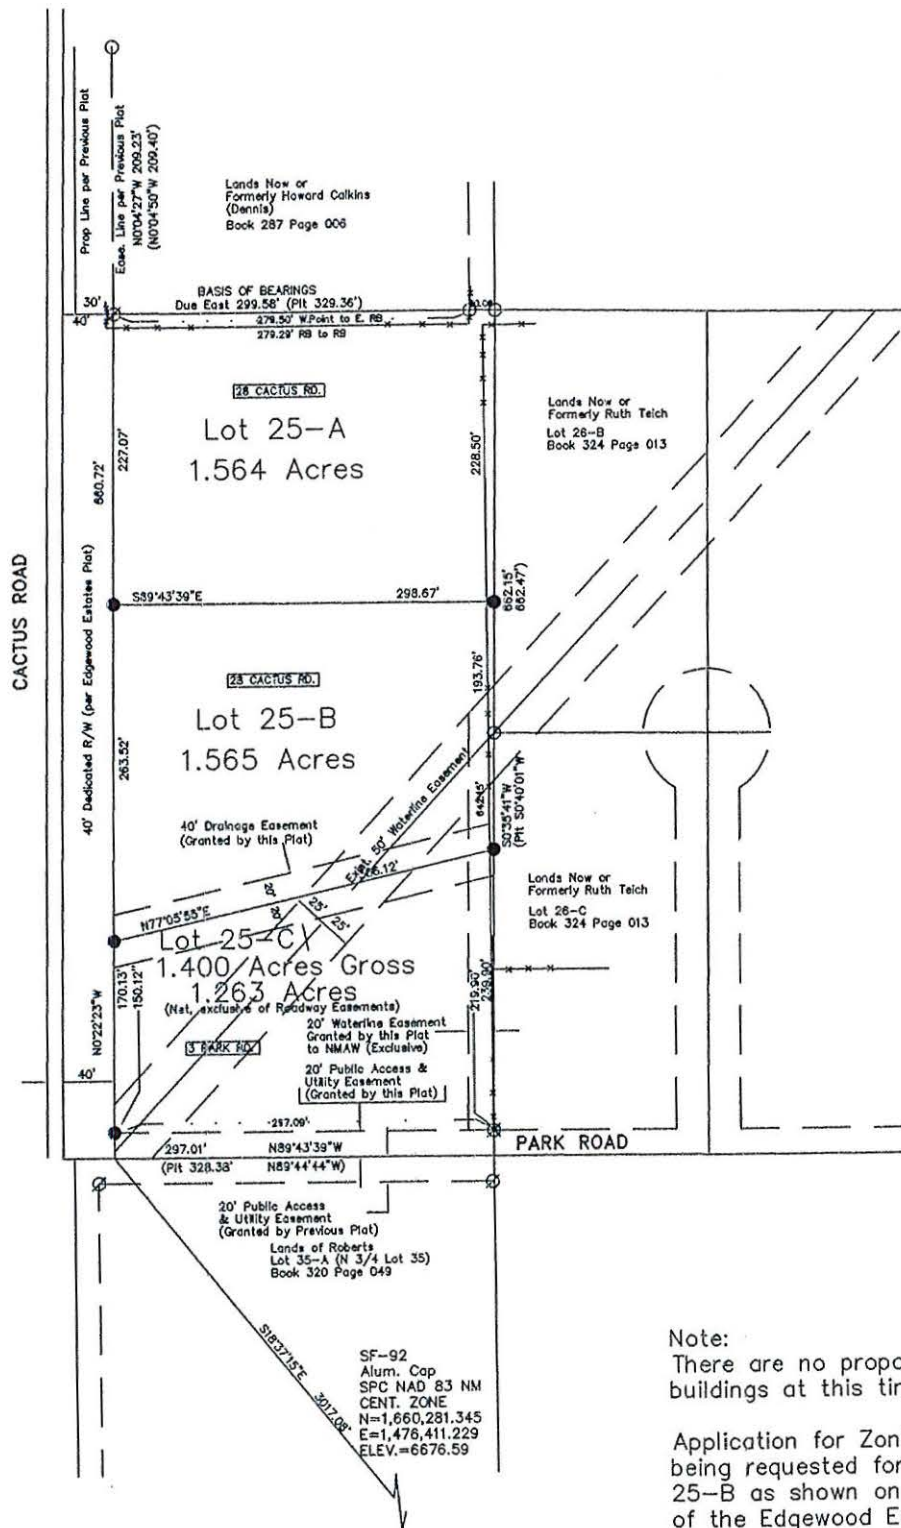 Prop Line per Previous Plat
Ease. Line per Previous Plat
N0°04'27"W 209.23'
(N0°04'50"W 209.40')
Lands Now or
Formerly Howard Calkins
(Dennis)
Book 287 Page 006
BASIS OF BEARINGS
Due East 299.58' (Plt 329.36')
30'
40'
279.50' W.Point to E. RB
279.29' RB to RB
28 CACTUS RD.
Lot 25-A
1.564 Acres
227.07'
660.72'
228.50'
Lands Now or
Formerly Ruth Teich
Lot 26-B
Book 324 Page 013
CACTUS ROAD
40' Dedicated R/W (per Edgewood Estates Plat)
S89°43'39"E
298.67'
662.15'
662.47')
28 CACTUS RD.
Lot 25-B
1.565 Acres
263.52'
193.76'
40' Drainage Easement
(Granted by this Plat)
Exist. 50' Waterline Easement
642.15'
S0°35'41"W
(Plt S0°40'01"W
N77°05'55"E
20'
20'
25'
25'
Lands Now or
Formerly Ruth Teich
Lot 26-C
Book 324 Page 013
Lot 25-C
1.400 Acres Gross
1.263 Acres
(Net, exclusive of Roadway Easements)
170.13'
150.12'
N0°22'23"W
219.90'
239.90'
20' Waterline Easement
Granted by this Plat
to NMAW (Exclusive)
3 PARK RD.
20' Public Access &
Utility Easement
(Granted by this Plat)
40'
297.09'
297.01'
N89°43'39"W
(Plt 328.38'
N89°44'44"W)
PARK ROAD
20' Public Access
& Utility Easement
(Granted by Previous Plat)
Lands of Roberts
Lot 35-A (N 3/4 Lot 35)
Book 320 Page 049
S18°37'15"E
3017.08'
SF-92
Alum. Cap
SPC NAD 83 NM
CENT. ZONE
N=1,660,281.345
E=1,476,411.229
ELEV.=6676.59
Note:
There are no propo
buildings at this tir
Application for Zon
being requested for
25-B as shown on
of the Edgewood E